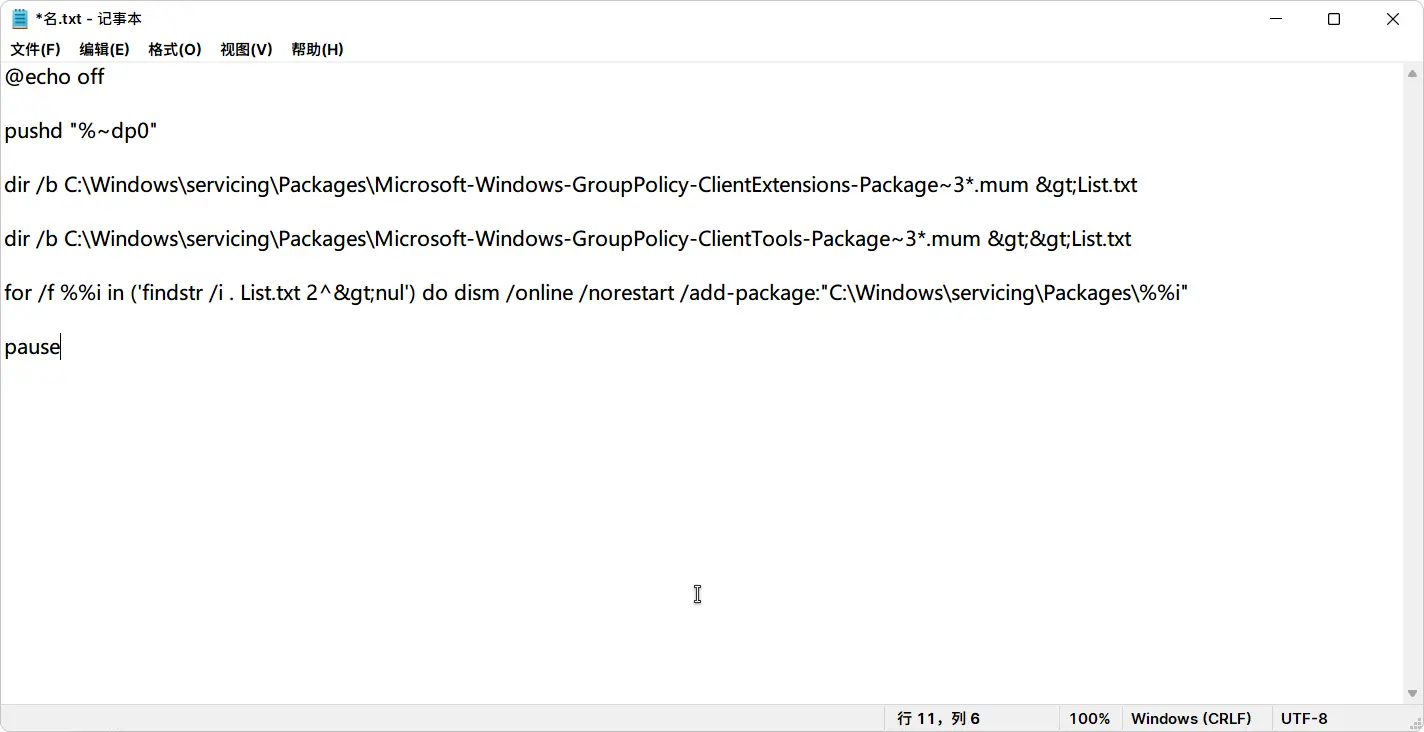 *名.txt - 记事本
文件(F) 编辑(E) 格式(O) 视图(V) 帮助(H)
@echo off
pushd "%~dp0"
dir /b C:\Windows\servicing\Packages\Microsoft-Windows-GroupPolicy-ClientExtensions-Package~3*.mum &gt;List.txt
dir /b C:\Windows\servicing\Packages\Microsoft-Windows-GroupPolicy-ClientTools-Package~3*.mum &gt;&gt;List.txt
for /f %%i in ('findstr /i . List.txt 2^&gt;nul') do dism /online /norestart /add-package:"C:\Windows\servicing\Packages\%%i"
pause
行 11，列 6 100% Windows (CRLF) UTF-8